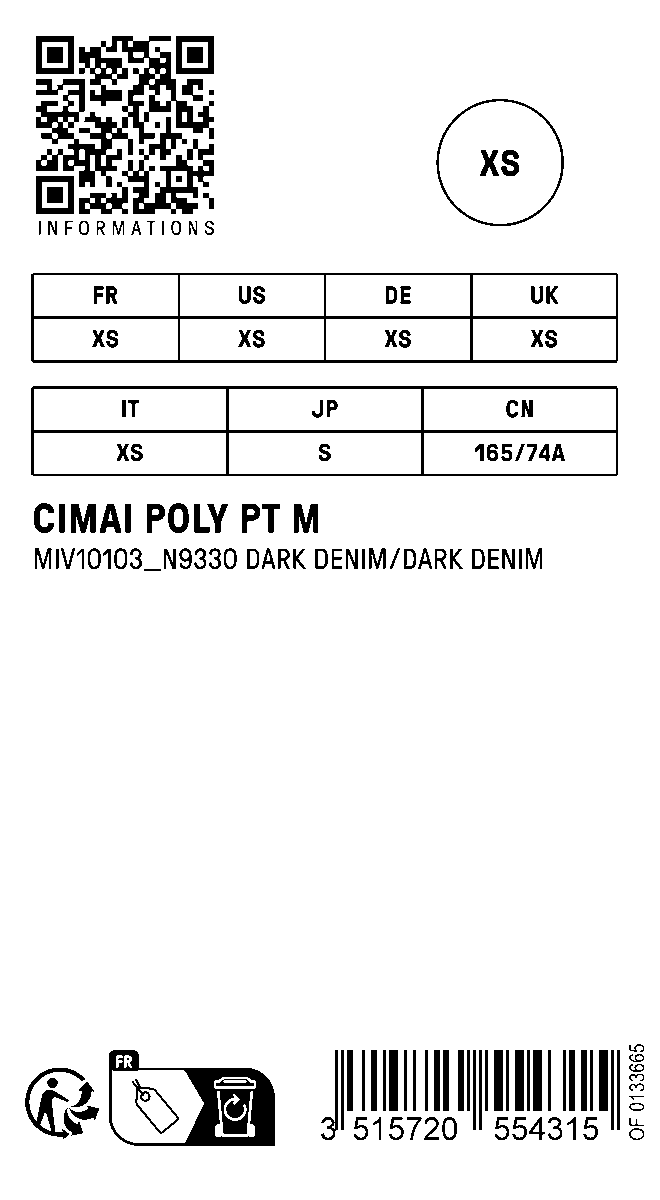 INFORMATIONS
XS
FR US DE UK
XS XS XS XS
IT JP CN
XS S 165/74A
CIMAI POLY PT M
MIV10103_N9330 DARK DENIM/DARK DENIM
FR
3 515720 554315
OF 0133665